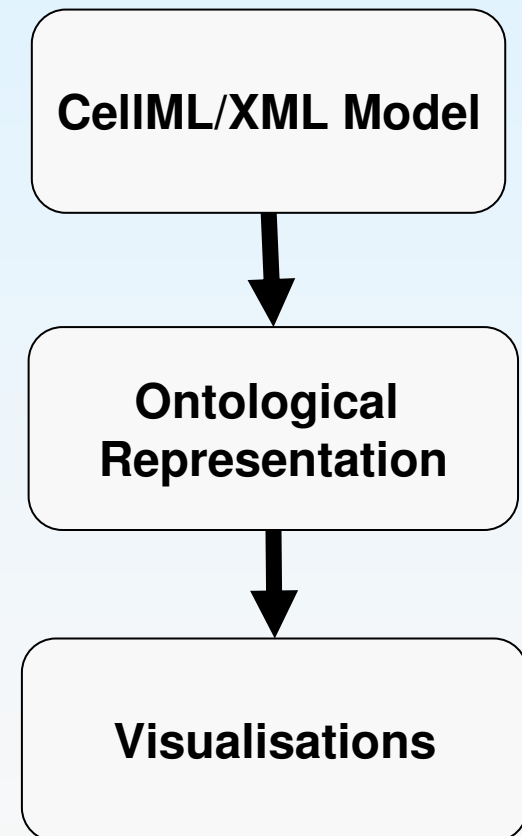 CellML/XML Model
Ontological
Representation
Visualisations